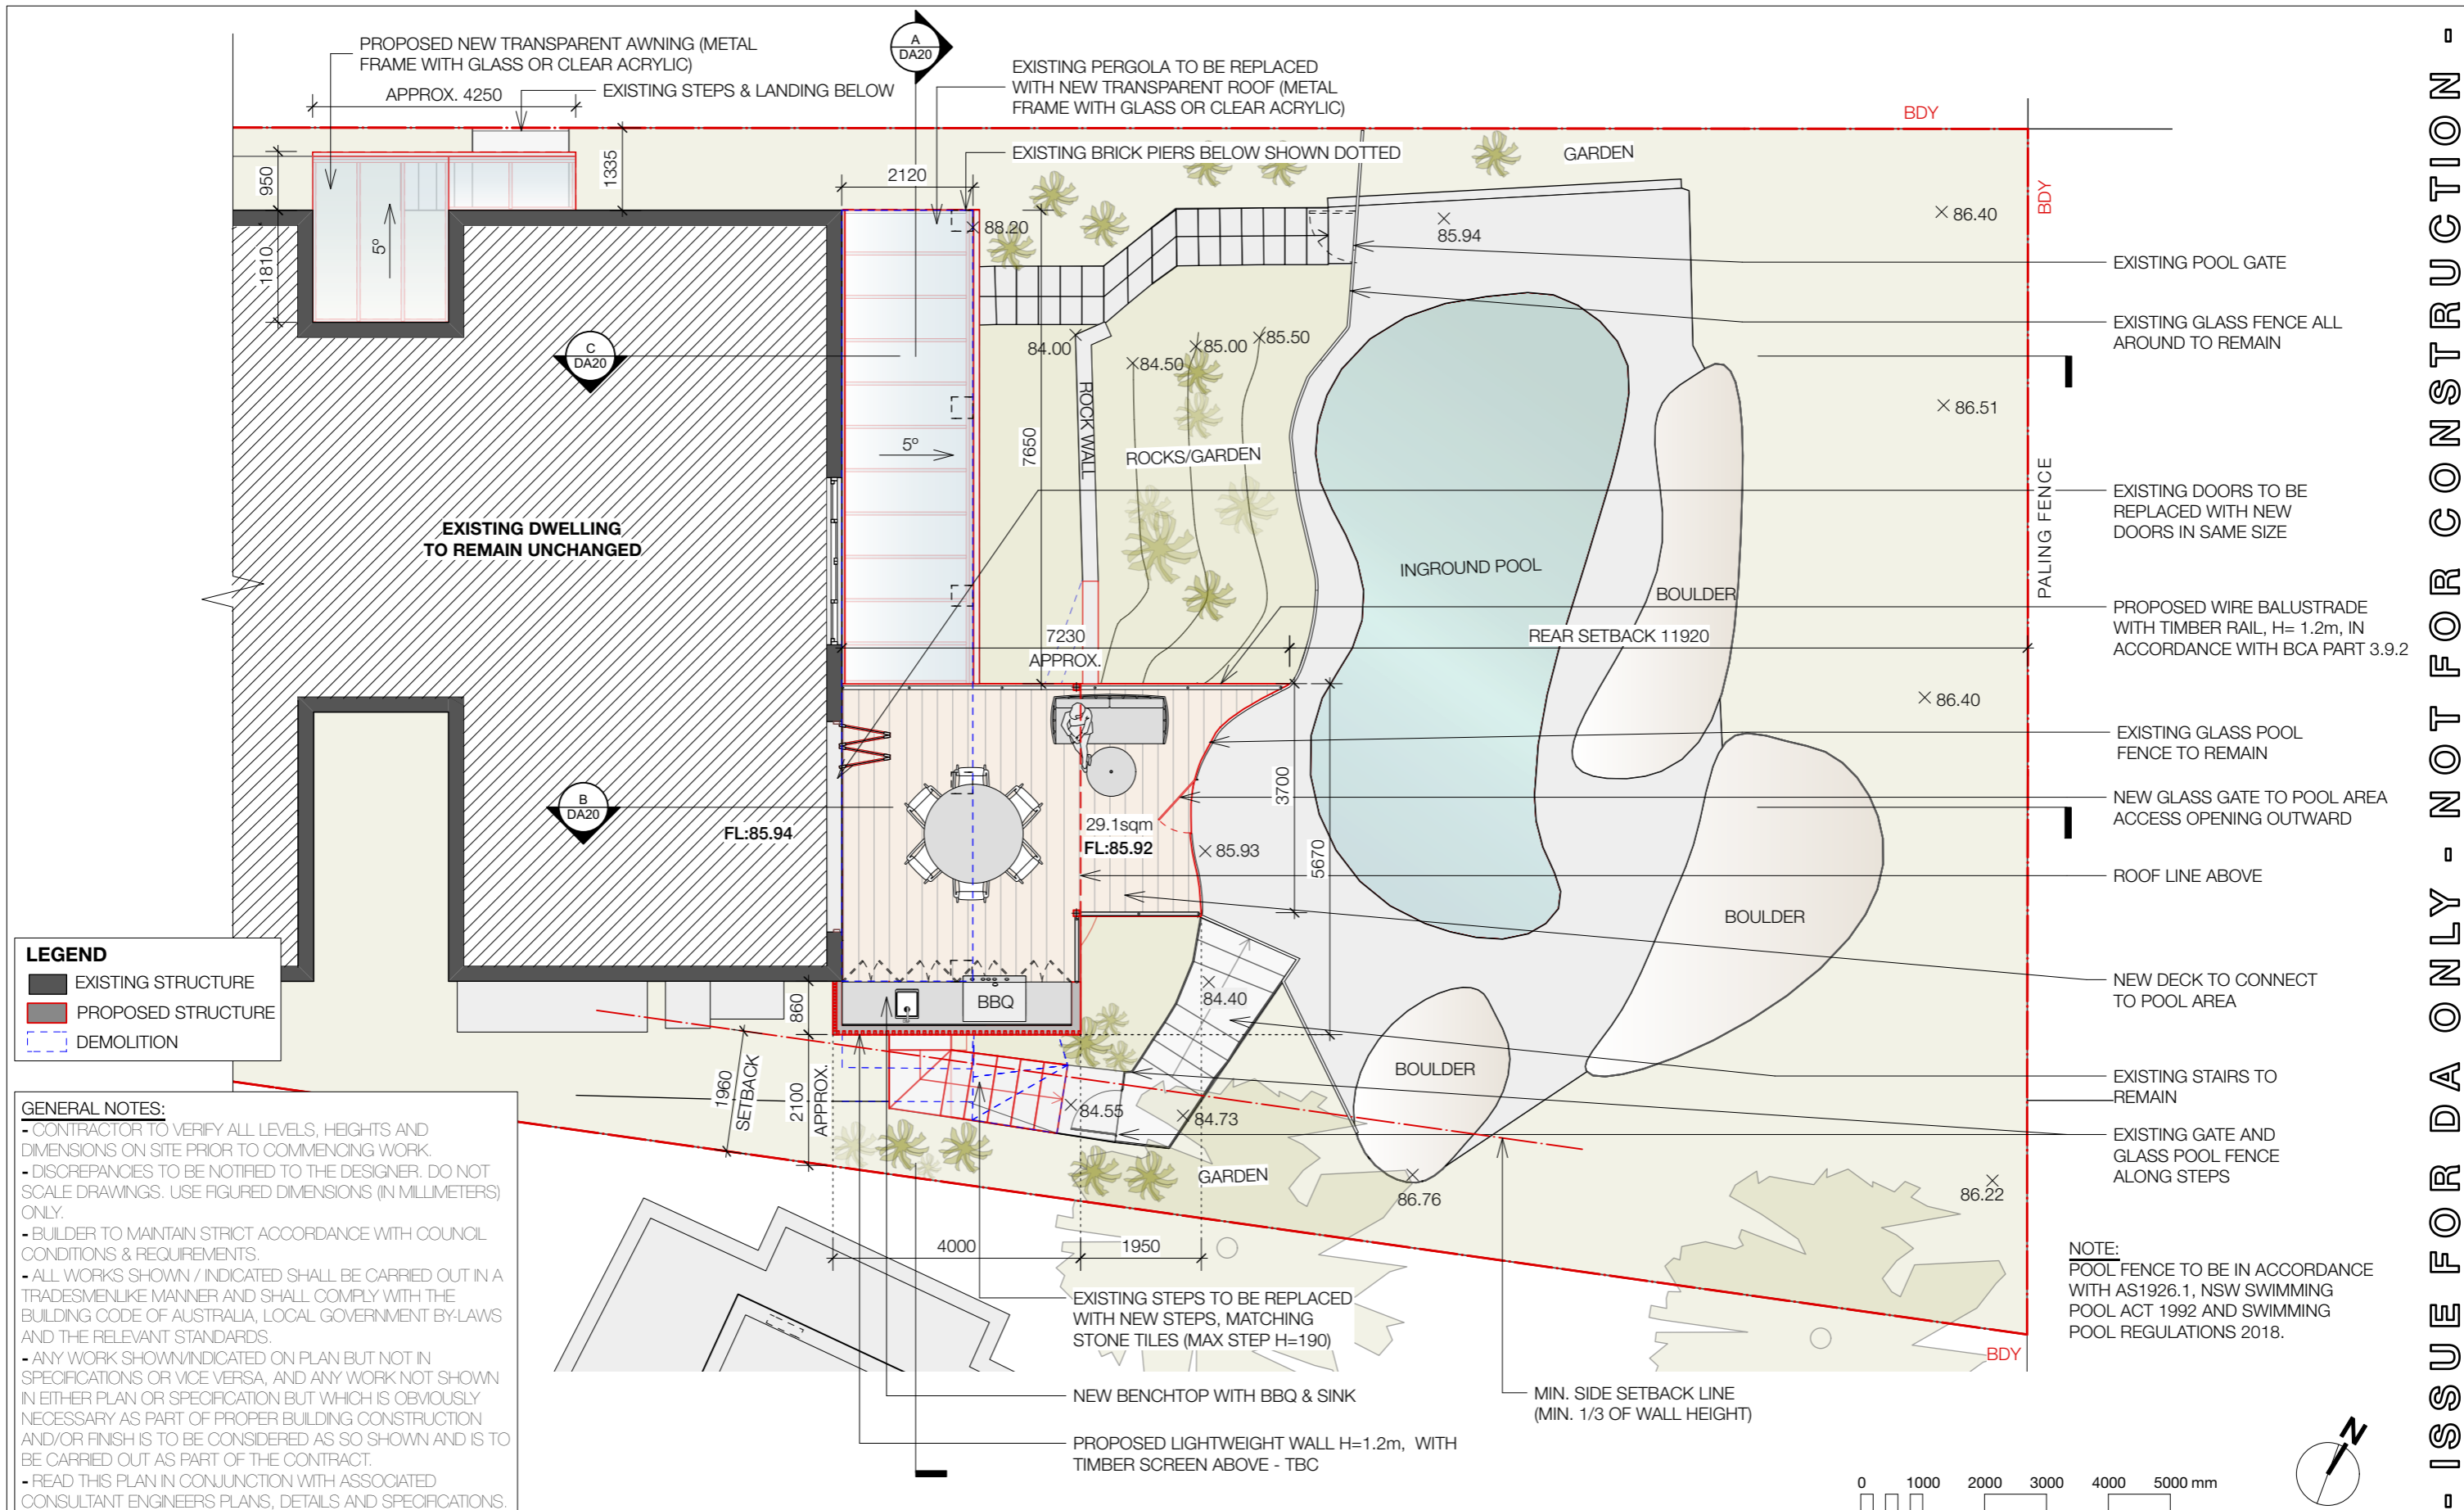 PROPOSED NEW TRANSPARENT AWNING (METAL
FRAME WITH GLASS OR CLEAR ACRYLIC)
APPROX. 4250
EXISTING STEPS & LANDING BELOW
A
DA20
EXISTING PERGOLA TO BE REPLACED
WITH NEW TRANSPARENT ROOF (METAL
FRAME WITH GLASS OR CLEAR ACRYLIC)
BDY
EXISTING BRICK PIERS BELOW SHOWN DOTTED
GARDEN
950
1335
2120
1810
5°
88.20
85.94
86.40
BDY
EXISTING POOL GATE
EXISTING GLASS FENCE ALL
AROUND TO REMAIN
C
DA20
84.00
84.50
85.00
85.50
86.51
ROCK WALL
7650
5°
ROCKS/GARDEN
PALING FENCE
EXISTING DOORS TO BE
REPLACED WITH NEW
DOORS IN SAME SIZE
EXISTING DWELLING
TO REMAIN UNCHANGED
INGROUND POOL
BOULDER
PROPOSED WIRE BALUSTRADE
WITH TIMBER RAIL, H= 1.2m, IN
ACCORDANCE WITH BCA PART 3.9.2
7230
APPROX.
REAR SETBACK 11920
86.40
EXISTING GLASS POOL
FENCE TO REMAIN
3700
5670
NEW GLASS GATE TO POOL AREA
ACCESS OPENING OUTWARD
B
DA20
FL:85.94
29.1sqm
FL:85.92
85.93
ROOF LINE ABOVE
BOULDER
NEW DECK TO CONNECT
TO POOL AREA
LEGEND
EXISTING STRUCTURE
PROPOSED STRUCTURE
DEMOLITION
860
BBQ
84.40
BOULDER
EXISTING STAIRS TO
REMAIN
1960
SETBACK
2100
APPROX.
84.55
84.73
EXISTING GATE AND
GLASS POOL FENCE
ALONG STEPS
GARDEN
86.76
86.22
GENERAL NOTES:
- CONTRACTOR TO VERIFY ALL LEVELS, HEIGHTS AND
DIMENSIONS ON SITE PRIOR TO COMMENCING WORK.
- DISCREPANCIES TO BE NOTIFIED TO THE DESIGNER. DO NOT
SCALE DRAWINGS. USE FIGURED DIMENSIONS (IN MILLIMETERS)
ONLY.
- BUILDER TO MAINTAIN STRICT ACCORDANCE WITH COUNCIL
CONDITIONS & REQUIREMENTS.
- ALL WORKS SHOWN / INDICATED SHALL BE CARRIED OUT IN A
TRADESMENLIKE MANNER AND SHALL COMPLY WITH THE
BUILDING CODE OF AUSTRALIA, LOCAL GOVERNMENT BY-LAWS
AND THE RELEVANT STANDARDS.
- ANY WORK SHOWN/INDICATED ON PLAN BUT NOT IN
SPECIFICATIONS OR VICE VERSA, AND ANY WORK NOT SHOWN
IN EITHER PLAN OR SPECIFICATION BUT WHICH IS OBVIOUSLY
NECESSARY AS PART OF PROPER BUILDING CONSTRUCTION
AND/OR FINISH IS TO BE CONSIDERED AS SO SHOWN AND IS TO
BE CARRIED OUT AS PART OF THE CONTRACT.
- READ THIS PLAN IN CONJUNCTION WITH ASSOCIATED
CONSULTANT ENGINEERS PLANS, DETAILS AND SPECIFICATIONS.
4000
1950
EXISTING STEPS TO BE REPLACED
WITH NEW STEPS, MATCHING
STONE TILES (MAX STEP H=190)
NEW BENCHTOP WITH BBQ & SINK
PROPOSED LIGHTWEIGHT WALL H=1.2m, WITH
TIMBER SCREEN ABOVE - TBC
MIN. SIDE SETBACK LINE
(MIN. 1/3 OF WALL HEIGHT)
NOTE:
POOL FENCE TO BE IN ACCORDANCE
WITH AS1926.1, NSW SWIMMING
POOL ACT 1992 AND SWIMMING
POOL REGULATIONS 2018.
BDY
N
0 1000 2000 3000 4000 5000 mm
- ISSUE FOR DA ONLY - NOT FOR CONSTRUCTION -